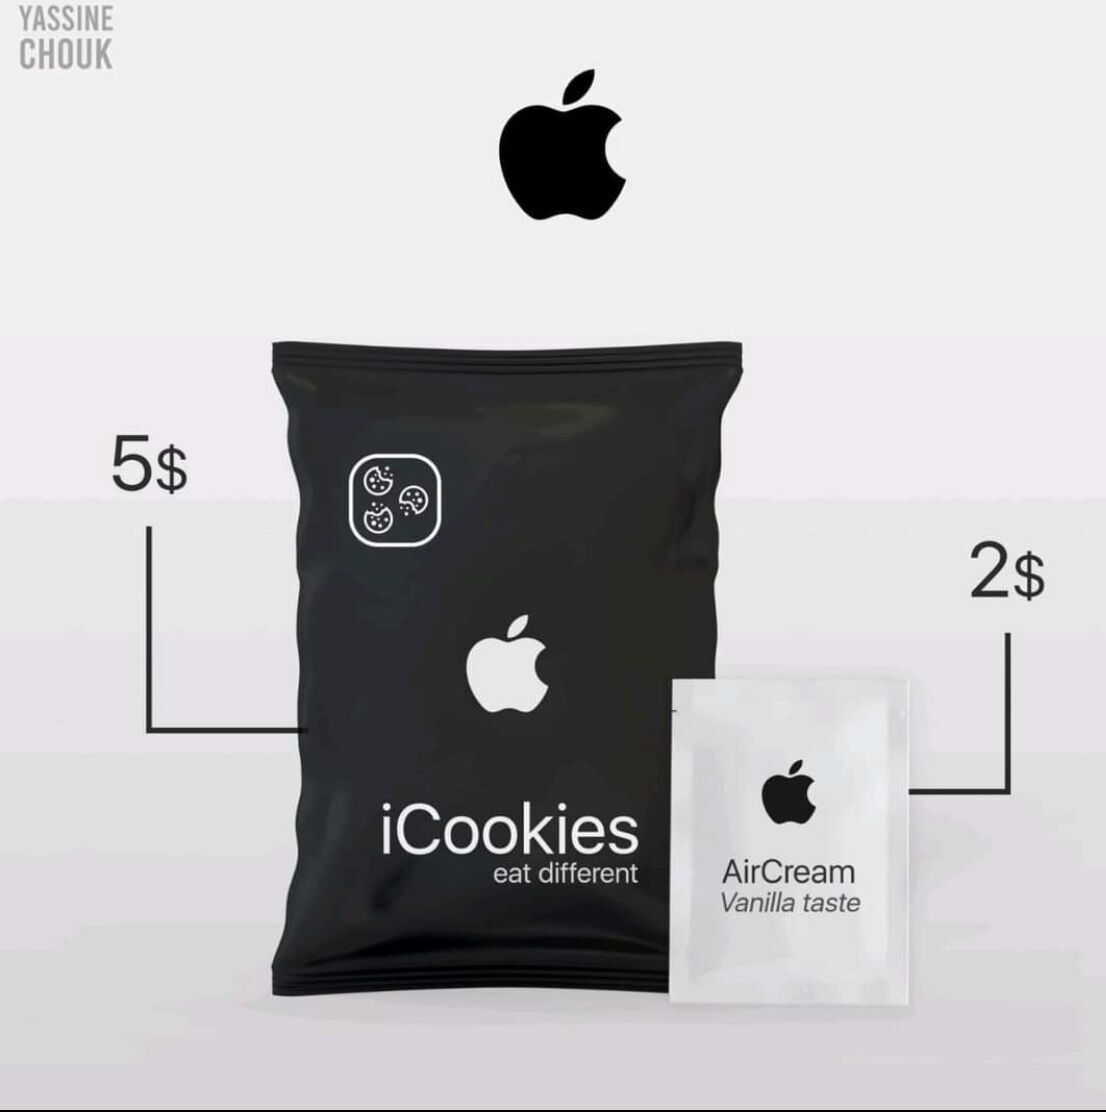 YASSINE
CHOUK
5$
2$
iCookies
eat different
AirCream
Vanilla taste